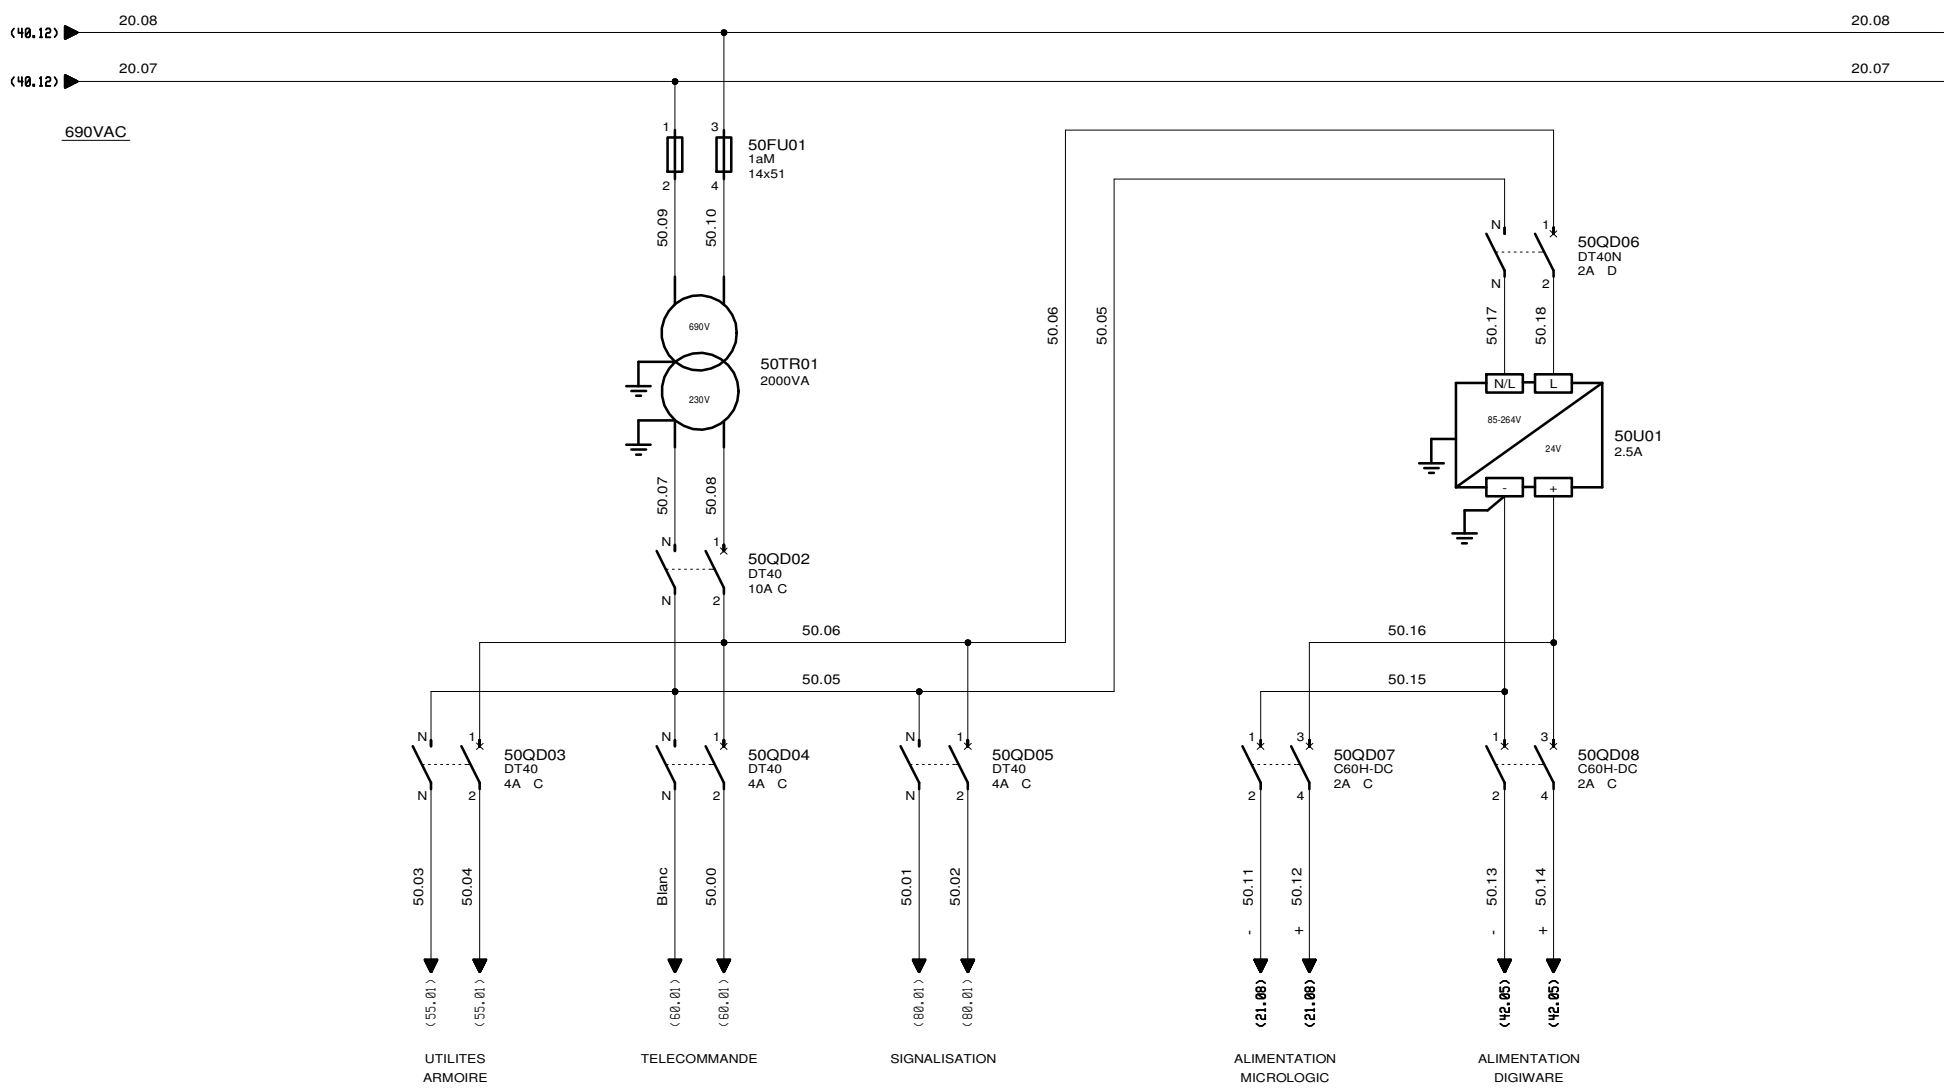 20.08 20.08
(40.12)
20.07 20.07
(40.12)
690VAC
1 3
50FU01
1aM
14x51
2 4
50.09 50.10
690V
50TR01
2000VA
230V
50.07 50.08
N 1
50QD02
DT40
10A C
N 2
50.06
50.05
50.06 50.05
N 1
50QD06
DT40N
2A D
N 2
50.17 50.18
N/L L
85-264V
24V
50U01
2.5A
- +
50.16
50.15
N 1
50QD03
DT40
4A C
N 2
N 1
50QD04
DT40
4A C
N 2
N 1
50QD05
DT40
4A C
N 2
1 3
50QD07
C60H-DC
2A C
2 4
1 3
50QD08
C60H-DC
2A C
2 4
50.03 50.04 Blanc 50.00 50.01 50.02 50.11 50.12 50.13 50.14
- + - +
(55.01) (55.01) (60.01) (60.01) (80.01) (80.01) (21.08) (21.08) (42.05) (42.05)
UTILITES
ARMOIRE
TELECOMMANDE
SIGNALISATION
ALIMENTATION
MICROLOGIC
ALIMENTATION
DIGIWARE